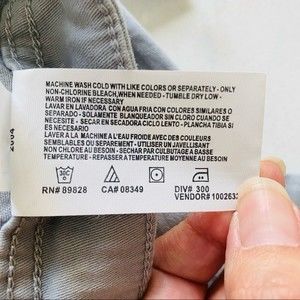 MACHINE WASH COLD WITH LIKE COLORS OR SEPARATELY - ONLY
NON-CHLORINE BLEACH, WHEN NEEDED - TUMBLE DRY LOW -
WARM IRON IF NECESSARY
LAVAR EN LAVADORA CON AGUA FRIA CON COLORES SIMILARES O
SEPARADO - SOLAMENTE BLANQUEADOR SIN CLORO CUANDO SE
NECESITE - SECAR EN SECADORA CICLO LENTO - PLANCHA TIBIA SI
ES NECESARIO
LAVER A LA MACHINE A L'EAU FROIDE AVEC DES COULEURS
SEMBLABLES OU SEPAREMENT - UTILISER UN JAVELLISANT
NON CHLORE AU BESOIN - SECHAR PAR CULBUTAGE A BASSE
TEMPERATURE - REPASSER A TEMPERATURE MOYENNE AU BESOIN
30C
RN# 89828 CA# 08349 DIV# 300
VENDOR# 1002632